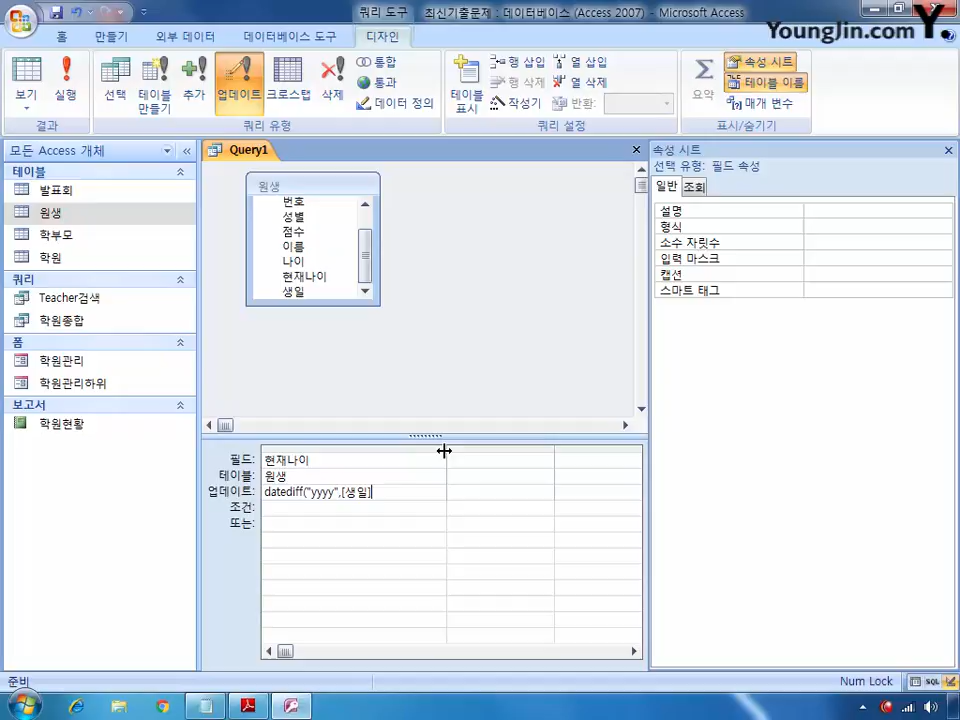 쿼리 도구 최신기출문제 : 데이터베이스 (Access 2007) - Microsoft Access
YoungJin.com Y.
홈 만들기 외부 데이터 데이터베이스 도구 디자인
보기 실행 선택 테이블 만들기 추가 업데이트 크로스탭 삭제
통합
통과
데이터 정의
테이블 표시
행 삽입 열 삽입
행 삭제 열 삭제
작성기 반환:
요약
속성 시트
테이블 이름
매개 변수
결과 쿼리 유형 쿼리 설정 표시/숨기기
모든 Access 개체 «
테이블
발표회
원생
학부모
학원
쿼리
Teacher검색
학원종합
폼
학원관리
학원관리하위
보고서
학원현황
Query1
원생
번호
성별
점수
이름
나이
현재나이
생일
필드: 현재나이
테이블: 원생
업데이트: datediff("yyyy",[생일]
조건:
또는:
속성 시트
선택 유형: 필드 속성
일반 조회
설명
형식
소수 자릿수
입력 마스크
캡션
스마트 태그
준비 Num Lock SQL